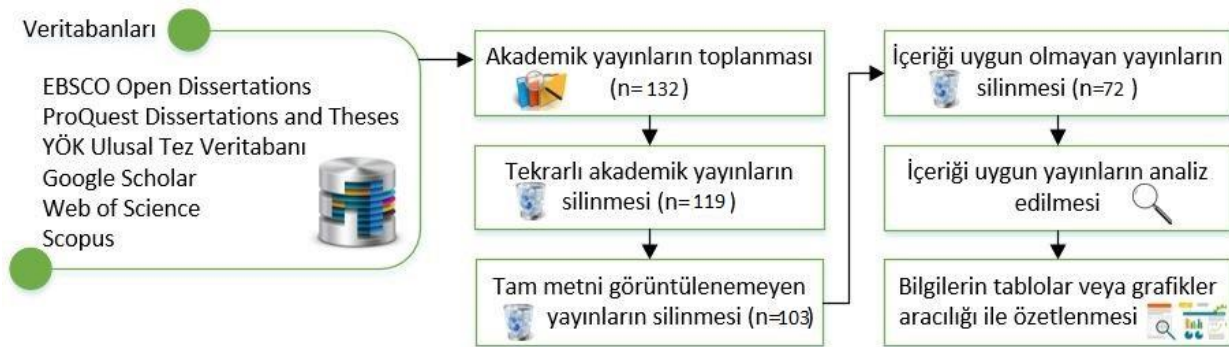 Veritabanları
EBSCO Open Dissertations
ProQuest Dissertations and Theses
YÖK Ulusal Tez Veritabanı
Google Scholar
Web of Science
Scopus
Akademik yayınların toplanması
(n= 132)
Tekrarlı akademik yayınların
silinmesi (n=119)
Tam metni görüntülenemeyen
yayınların silinmesi (n=103)
İçeriği uygun olmayan yayınların
silinmesi (n=72 )
İçeriği uygun yayınların analiz
edilmesi
Bilgilerin tablolar veya grafikler
aracılığı ile özetlenmesi